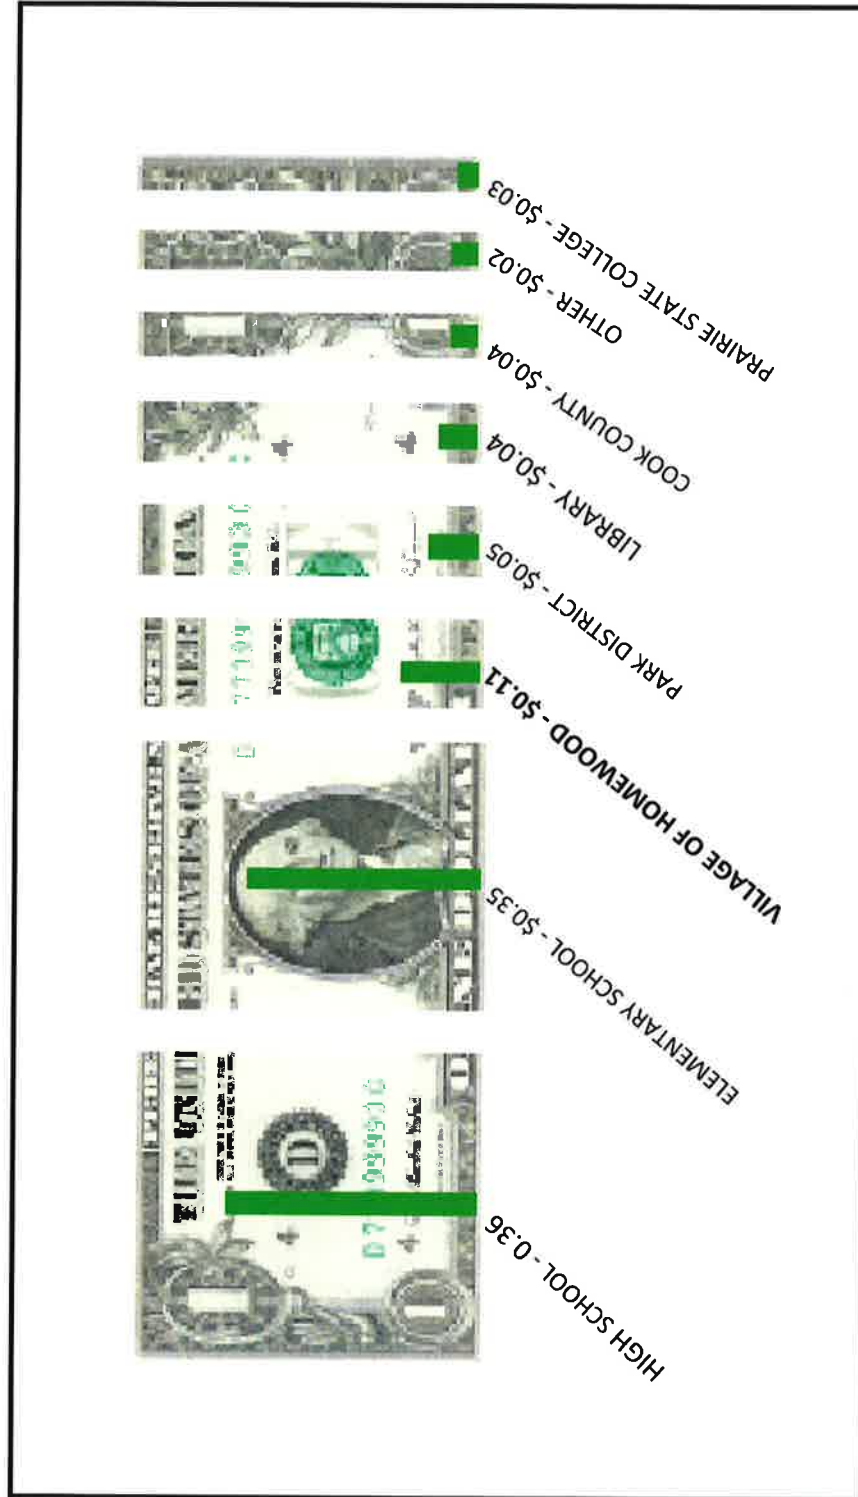 HIGH SCHOOL - 0.36
ELEMENTARY SCHOOL - $0.35
VILLAGE OF HOMEWOOD - $0.11
PARK DISTRICT - $0.05
LIBRARY - $0.04
COOK COUNTY - $0.04
OTHER - $0.02
PRAIRIE STATE COLLEGE - $0.03